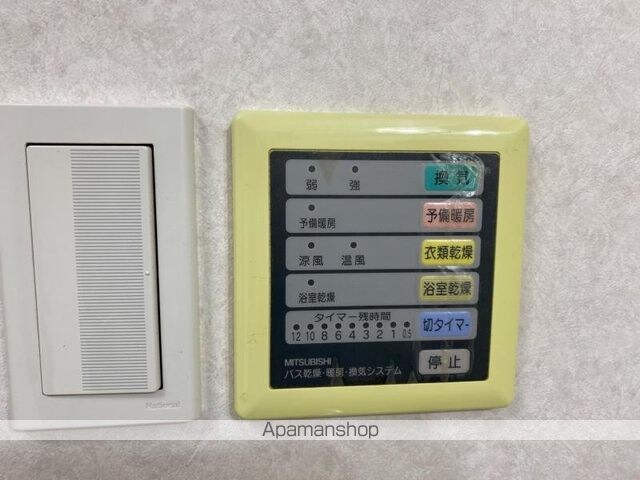 弱 強 換気
予備暖房 予備暖房
涼風 温風 衣類乾燥
浴室乾燥 浴室乾燥
タイマー残時間
12 10 8 6 4 3 2 1 0.5 切タイマー
MITSUBISHI 停止
バス乾燥・暖房・換気システム
National
Apamanshop